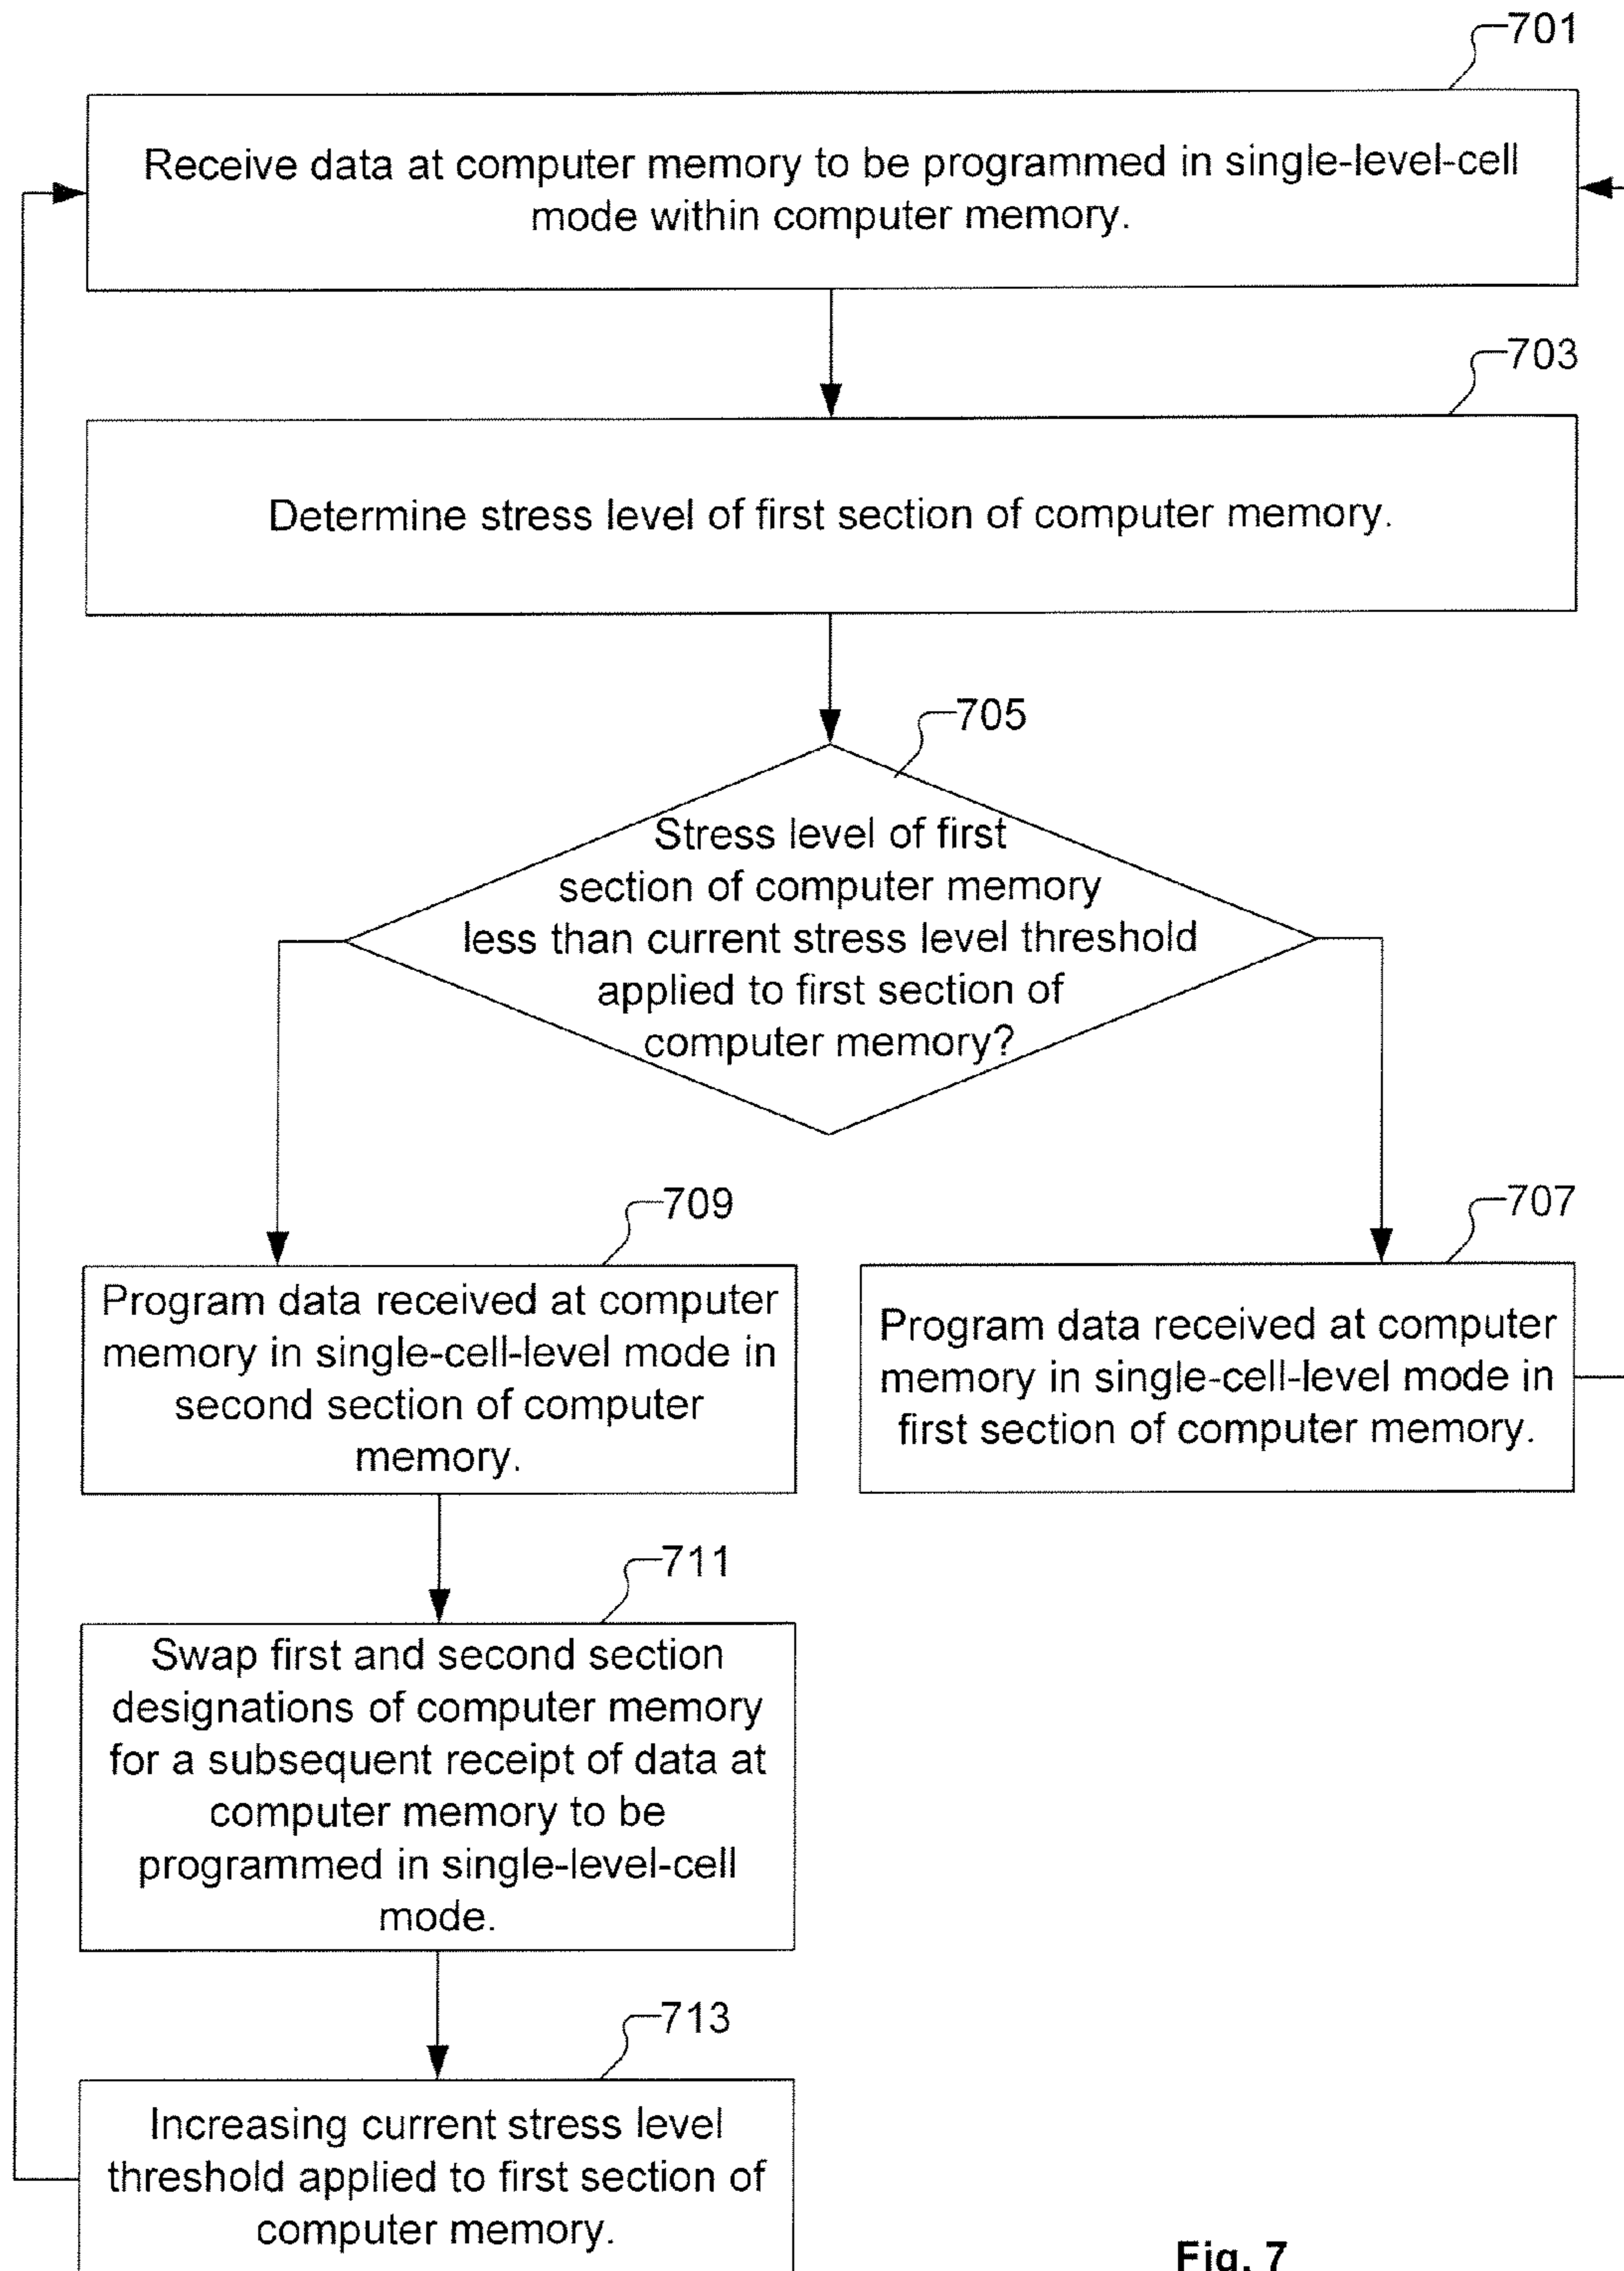 701
Receive data at computer memory to be programmed in single-level-cell
mode within computer memory.
703
Determine stress level of first section of computer memory.
705
Stress level of first
section of computer memory
less than current stress level threshold
applied to first section of
computer memory?
709
Program data received at computer
memory in single-cell-level mode in
second section of computer
memory.
707
Program data received at computer
memory in single-cell-level mode in
first section of computer memory.
711
Swap first and second section
designations of computer memory
for a subsequent receipt of data at
computer memory to be
programmed in single-level-cell
mode.
713
Increasing current stress level
threshold applied to first section of
computer memory.
Fig. 7